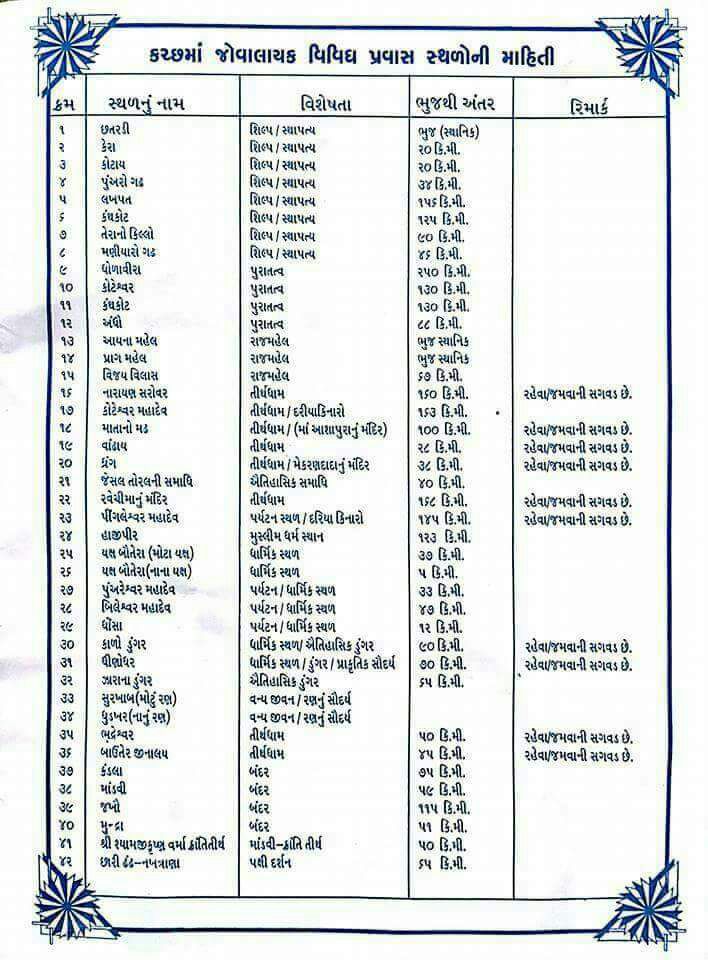 કચ્છમાં જોવાલાયક વિવિધ પ્રવાસ સ્થળોની માહિતી
ક્રમ સ્થળનું નામ વિશેષતા ભુજથી અંતર રિમાર્ક
૧ છતરડી શિલ્પ / સ્થાપત્ય ભુજ (સ્થાનિક)
૨ કેરા શિલ્પ / સ્થાપત્ય ૨૦ કિ.મી.
૩ કોટાય શિલ્પ / સ્થાપત્ય ૨૦ કિ.મી.
૪ પુંઅરો ગઢ શિલ્પ / સ્થાપત્ય ૩૪ કિ.મી.
૫ લખપત શિલ્પ / સ્થાપત્ય ૧૫૬ કિ.મી.
૬ કંથકોટ શિલ્પ / સ્થાપત્ય ૧૨૫ કિ.મી.
૭ તેરાનો કિલ્લો શિલ્પ / સ્થાપત્ય ૯૦ કિ.મી.
૮ મણીયારો ગઢ શિલ્પ / સ્થાપત્ય ૪૬ કિ.મી.
૯ ધોળાવીરા પુરાતત્વ ૨૫૦ કિ.મી.
૧૦ કોટેશ્વર પુરાતત્વ ૧૩૦ કિ.મી.
૧૧ કંથકોટ પુરાતત્વ ૧૩૦ કિ.મી.
૧૨ અંધૌ પુરાતત્વ ૮૮ કિ.મી.
૧૩ આયના મહેલ રાજમહેલ ભુજ સ્થાનિક
૧૪ પ્રાગ મહેલ રાજમહેલ ભુજ સ્થાનિક
૧૫ વિજય વિલાસ રાજમહેલ ૬૭ કિ.મી.
૧૬ નારાયણ સરોવર તીર્થધામ ૧૬૦ કિ.મી. રહેવા/જમવાની સગવડ છે.
૧૭ કોટેશ્વર મહાદેવ તીર્થધામ / દરીયાકિનારો ૧૬૩ કિ.મી.
૧૮ માતાનો મઢ તીર્થધામ / (માં આશાપુરાનું મંદિર) ૧૦૦ કિ.મી. રહેવા/જમવાની સગવડ છે.
૧૯ વાંઢાય તીર્થધામ ૨૮ કિ.મી. રહેવા/જમવાની સગવડ છે.
૨૦ ધ્રંગ તીર્થધામ / મેકરણદાદાનું મંદિર ૩૮ કિ.મી. રહેવા/જમવાની સગવડ છે.
૨૧ જેસલ તોરલની સમાધિ ઐતિહાસિક સમાધિ ૪૦ કિ.મી.
૨૨ રવેચીમાનું મંદિર તીર્થધામ ૧૬૮ કિ.મી. રહેવા/જમવાની સગવડ છે.
૨૩ પીંગલેશ્વર મહાદેવ પર્યટન સ્થળ / દરિયા કિનારો ૧૪૫ કિ.મી. રહેવા/જમવાની સગવડ છે.
૨૪ હાજીપીર મુસ્લીમ ધર્મ સ્થાન ૧૨૩ કિ.મી.
૨૫ યક્ષ બૌતેરા (મોટા યક્ષ) ધાર્મિક સ્થળ ૩૭ કિ.મી.
૨૬ યક્ષ બૌતેરા(નાના યક્ષ) ધાર્મિક સ્થળ ૫ કિ.મી.
૨૭ પુંઅરેશ્વર મહાદેવ પર્યટન / ધાર્મિક સ્થળ ૩૩ કિ.મી.
૨૮ બિલેશ્વર મહાદેવ પર્યટન / ધાર્મિક સ્થળ ૪૭ કિ.મી.
૨૯ ધોંસા પર્યટન / ધાર્મિક સ્થળ ૧૨ કિ.મી.
૩૦ કાળો ડુંગર ધાર્મિક સ્થળ/ ઐતિહાસિક ડુંગર ૯૦ કિ.મી. રહેવા/જમવાની સગવડ છે.
૩૧ ધીણોધર ધાર્મિક સ્થળ / ડુંગર / પ્રાકૃતિક સૌદર્ય ૭૦ કિ.મી. રહેવા/જમવાની સગવડ છે.
૩૨ ઝારાના ડુંગર ઐતિહાસિક ડુંગર ૬૫ કિ.મી.
૩૩ સુરખાબ(મોટું રણ) વન્ય જીવન / રણનું સૌદર્ય
૩૪ ઘુડખર(નાનું રણ) વન્ય જીવન / રણનું સૌદર્ય
૩૫ ભદ્રેશ્વર તીર્થધામ ૫૦ કિ.મી. રહેવા/જમવાની સગવડ છે.
૩૬ બાઉતેર જીનાલય તીર્થધામ ૪૫ કિ.મી. રહેવા/જમવાની સગવડ છે.
૩૭ કંડલા બંદર ૭૫ કિ.મી.
૩૮ માંડવી બંદર ૫૯ કિ.મી.
૩૯ જખૌ બંદર ૧૧૫ કિ.મી.
૪૦ મુન્દ્રા બંદર ૫૧ કિ.મી.
૪૧ શ્રી શ્યામજીકૃષ્ણ વર્મા ક્રાંતિતીર્થ માંડવી-ક્રાંતિ તીર્થ ૫૦ કિ.મી.
૪૨ છારી ઢંઢ-નખત્રાણા પક્ષી દર્શન ૬૫ કિ.મી.